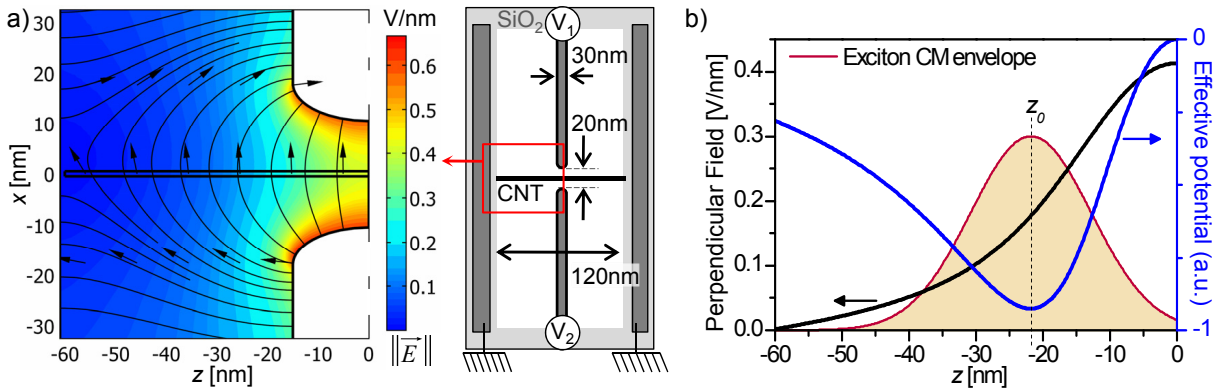 a)
x [nm]
30
20
10
0
-10
-20
-30
-60 -50 -40 -30 -20 -10 0
z [nm]
V/nm
0.6
0.5
0.4
0.3
0.2
0.1
||E||
SiO2
V1
30nm
20nm
CNT
120nm
V2
b)
Exciton CM envelope
Perpendicular Field [V/nm]
0.4
0.3
0.2
0.1
0.0
z0
0
-1
Effective potential (a.u.)
-60 -50 -40 -30 -20 -10 0
z [nm]